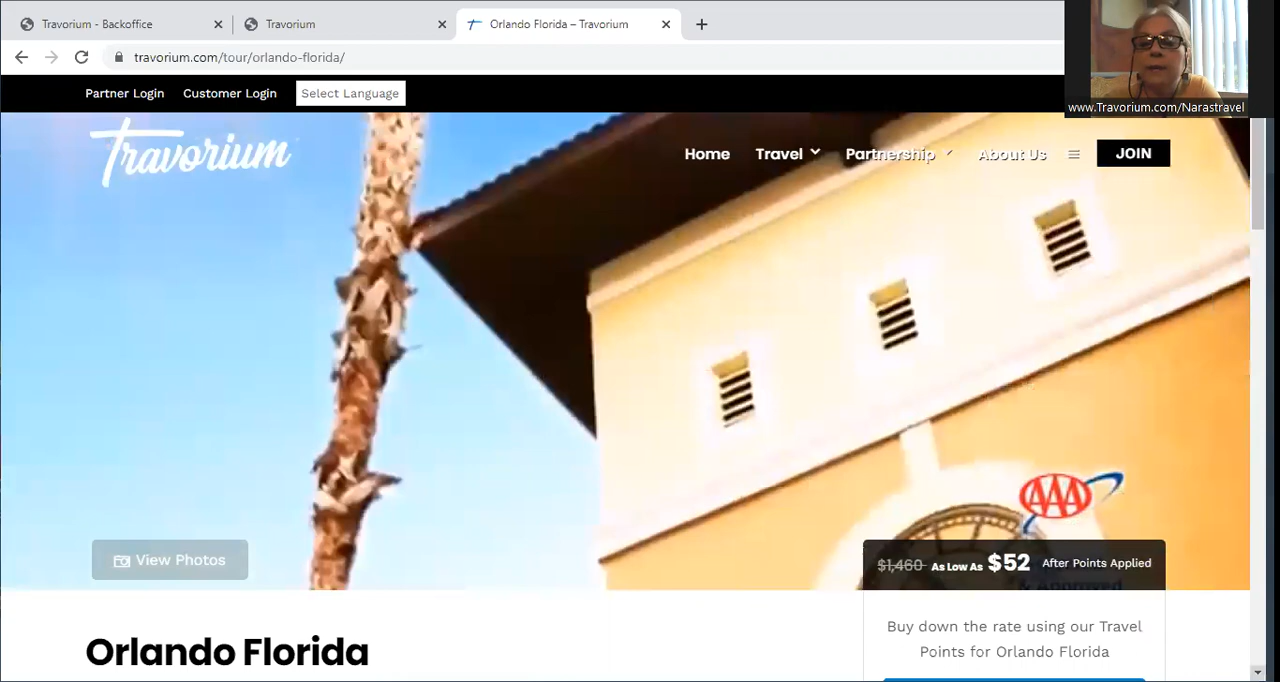 Travorium - Backoffice
Travorium
Orlando Florida – Travorium
travorium.com/tour/orlando-florida/
www.Travorium.com/Narastravel
Partner Login Customer Login Select Language
Travorium
Home Travel Partnership About Us JOIN
AAA
View Photos
$1,460 As Low As $52 After Points Applied
& Approved
Buy down the rate using our Travel
Points for Orlando Florida
Orlando Florida